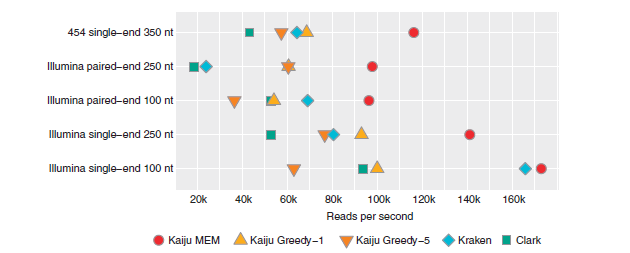 454 single−end 350 nt
Illumina paired−end 250 nt
Illumina paired−end 100 nt
Illumina single−end 250 nt
Illumina single−end 100 nt
20k 40k 60k 80k 100k 120k 140k 160k
Reads per second
Kaiju MEM Kaiju Greedy−1 Kaiju Greedy−5 Kraken Clark